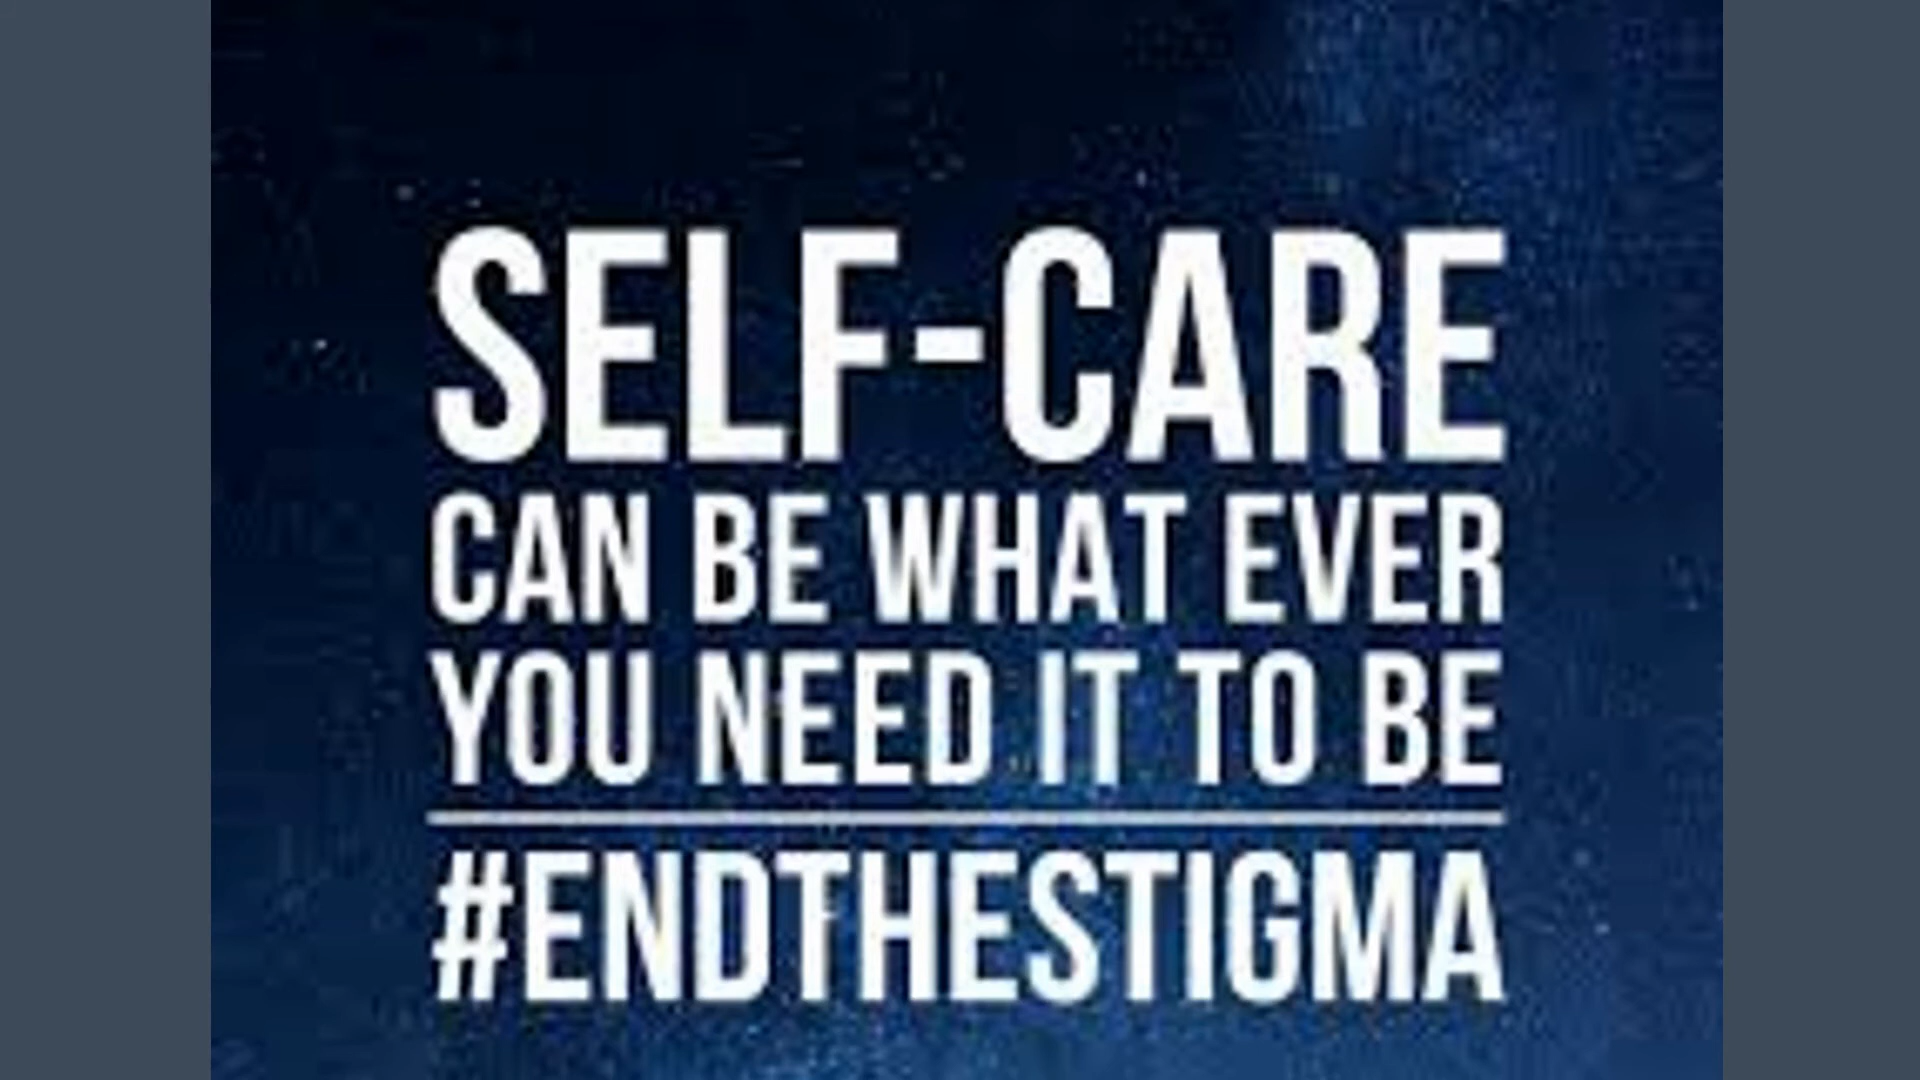 SELF-CARE
CAN BE WHAT EVER
YOU NEED IT TO BE
#ENDTHESTIGMA